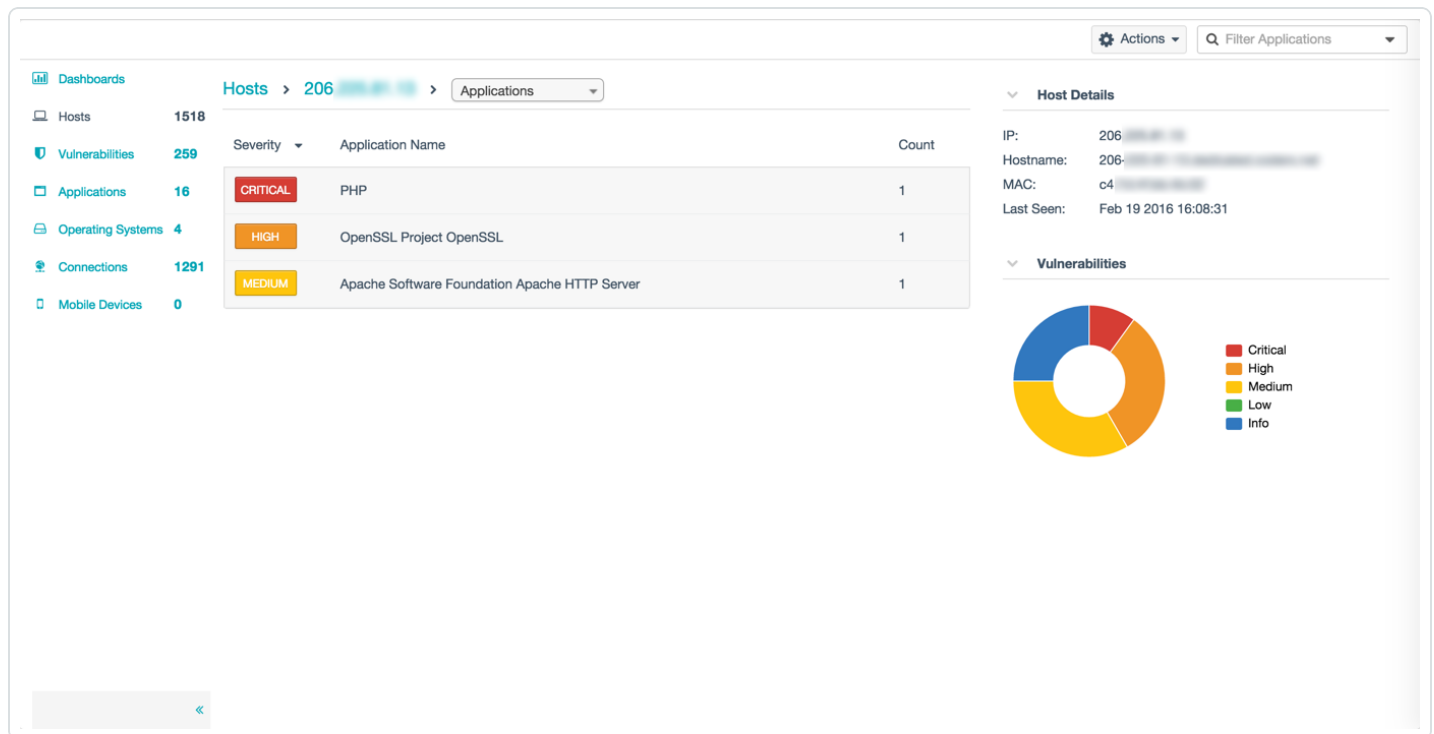 Actions
Filter Applications
Dashboards
Hosts 1518
Vulnerabilities 259
Applications 16
Operating Systems 4
Connections 1291
Mobile Devices 0
Hosts > 206 > Applications
Severity Application Name Count
CRITICAL PHP 1
HIGH OpenSSL Project OpenSSL 1
MEDIUM Apache Software Foundation Apache HTTP Server 1
«
Host Details
IP: 206
Hostname: 206-
MAC: c4
Last Seen: Feb 19 2016 16:08:31
Vulnerabilities
Critical
High
Medium
Low
Info